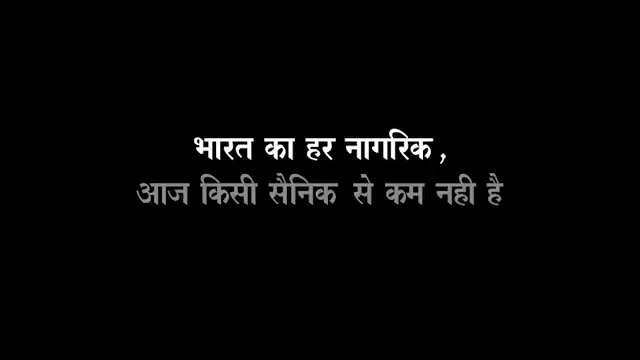 भारत का हर नागरिक,
आज किसी सैनिक से कम नही है